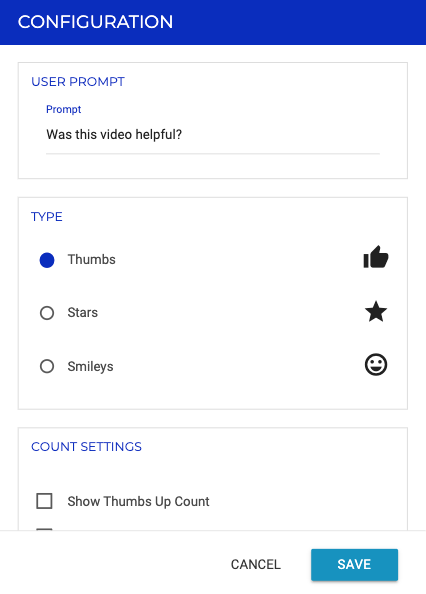 CONFIGURATION
USER PROMPT
Prompt
Was this video helpful?
TYPE
Thumbs
Stars
Smileys
COUNT SETTINGS
Show Thumbs Up Count
CANCEL
SAVE